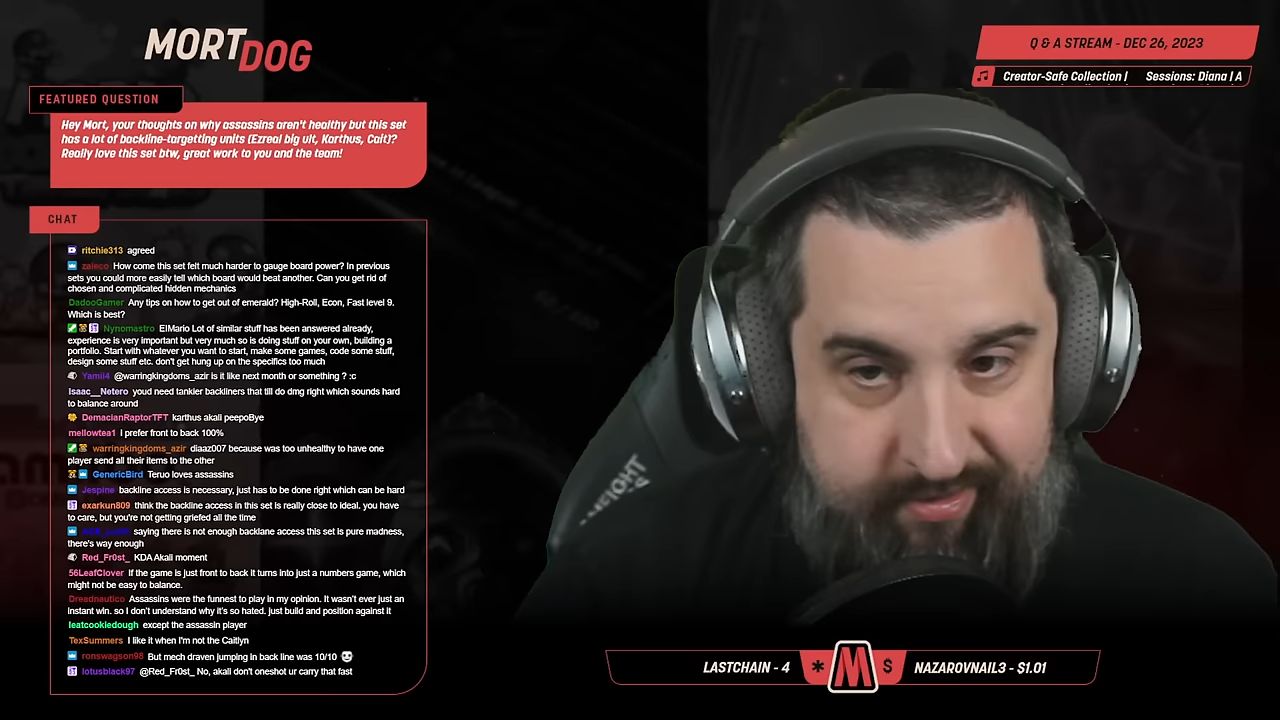 MORTDOG
Q & A STREAM - DEC 26, 2023
Creator-Safe Collection | Sessions: Diana | A
FEATURED QUESTION
Hey Mort, your thoughts on why assassins aren't healthy but this set
has a lot of backline-targetting units (Ezreal big ult, Karthus, Cait)?
Really love this set btw, great work to you and the team!
CHAT
ritchie313 agreed
zaleco How come this set felt much harder to gauge board power? In previous
sets you could more easily tell which board would beat another. Can you get rid of
chosen and complicated hidden mechanics
DadooGamer Any tips on how to get out of emerald? High-Roll, Econ, Fast level 9.
Which is best?
Nynomastro ElMario Lot of similar stuff has been answered already,
experience is very important but very much so is doing stuff on your own, building a
portfolio. Start with whatever you want to start, make some games, code some stuff,
design some stuff etc. don't get hung up on the specifics too much
Yamii4 @warringkingdoms_azir is it like next month or something ? :c
Isaac__Netero youd need tankier backliners that till do dmg right which sounds hard
to balance around
DemacianRaptorTFT karthus akali peepoBye
mellowtea1 I prefer front to back 100%
warringkingdoms_azir diaaz007 because was too unhealthy to have one
player send all their items to the other
GenericBird Teruo loves assassins
Jespine backline access is necessary, just has to be done right which can be hard
exarkun809 think the backline access in this set is really close to ideal. you have
to care, but you're not getting griefed all the time
saying there is not enough backlane access this set is pure madness,
there's way enough
Red_Fr0st_ KDA Akali moment
56LeafClover If the game is just front to back it turns into just a numbers game, which
might not be easy to balance.
Dreadnautico Assassins were the funnest to play in my opinion. It wasn't ever just an
instant win. so I don't understand why it's so hated. just build and position against it
leatcookiedough except the assassin player
TexSummers I like it when I'm not the Caitlyn
ronswagson98 But mech draven jumping in back line was 10/10
lotusblack97 @Red_Fr0st_ No, akali don't oneshot ur carry that fast
LASTCHAIN - 4
* M $
NAZAROVNAIL3 - $1.01